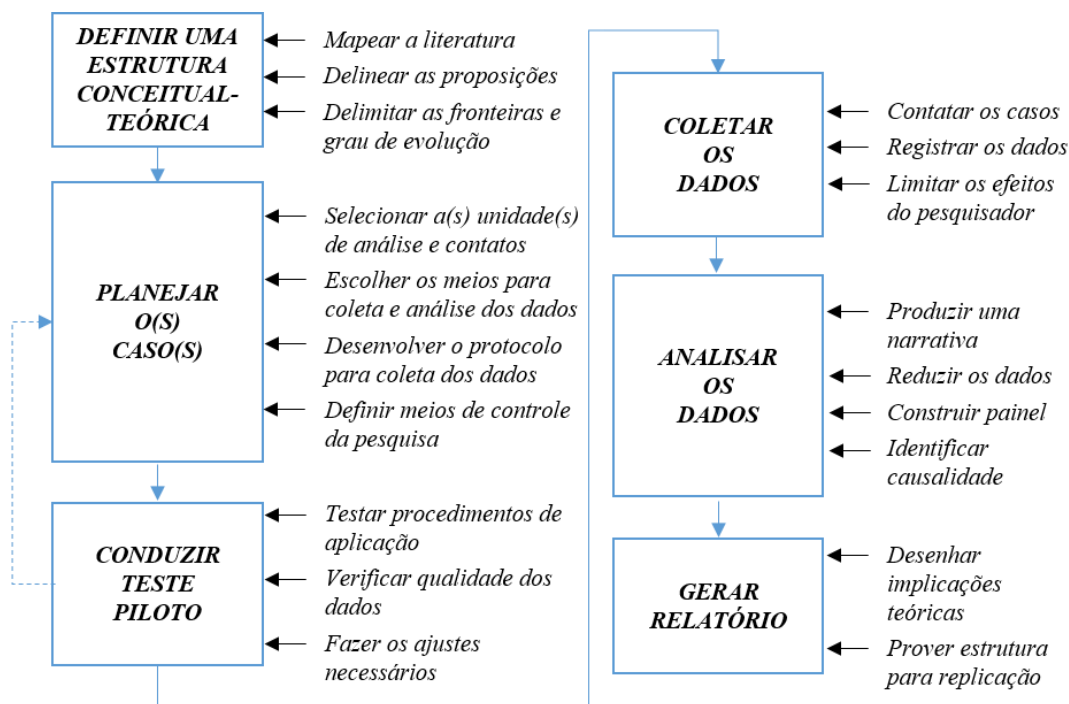 DEFINIR UMA
ESTRUTURA
CONCEITUAL-
TEÓRICA
Mapear a literatura
Delinear as proposições
Delimitar as fronteiras e
grau de evolução
PLANEJAR
O(S)
CASO(S)
Selecionar a(s) unidade(s)
de análise e contatos
Escolher os meios para
coleta e análise dos dados
Desenvolver o protocolo
para coleta dos dados
Definir meios de controle
da pesquisa
CONDUZIR
TESTE
PILOTO
Testar procedimentos de
aplicação
Verificar qualidade dos
dados
Fazer os ajustes
necessários
COLETAR
OS
DADOS
Contatar os casos
Registrar os dados
Limitar os efeitos
do pesquisador
ANALISAR
OS
DADOS
Produzir uma
narrativa
Reduzir os dados
Construir painel
Identificar
causalidade
GERAR
RELATÓRIO
Desenhar
implicações
teóricas
Prover estrutura
para replicação